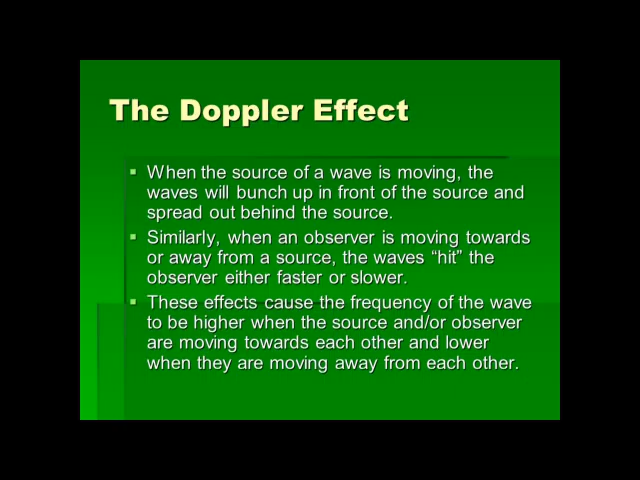 The Doppler Effect
▪ When the source of a wave is moving, the
waves will bunch up in front of the source and
spread out behind the source.
▪ Similarly, when an observer is moving towards
or away from a source, the waves “hit” the
observer either faster or slower.
▪ These effects cause the frequency of the wave
to be higher when the source and/or observer
are moving towards each other and lower
when they are moving away from each other.